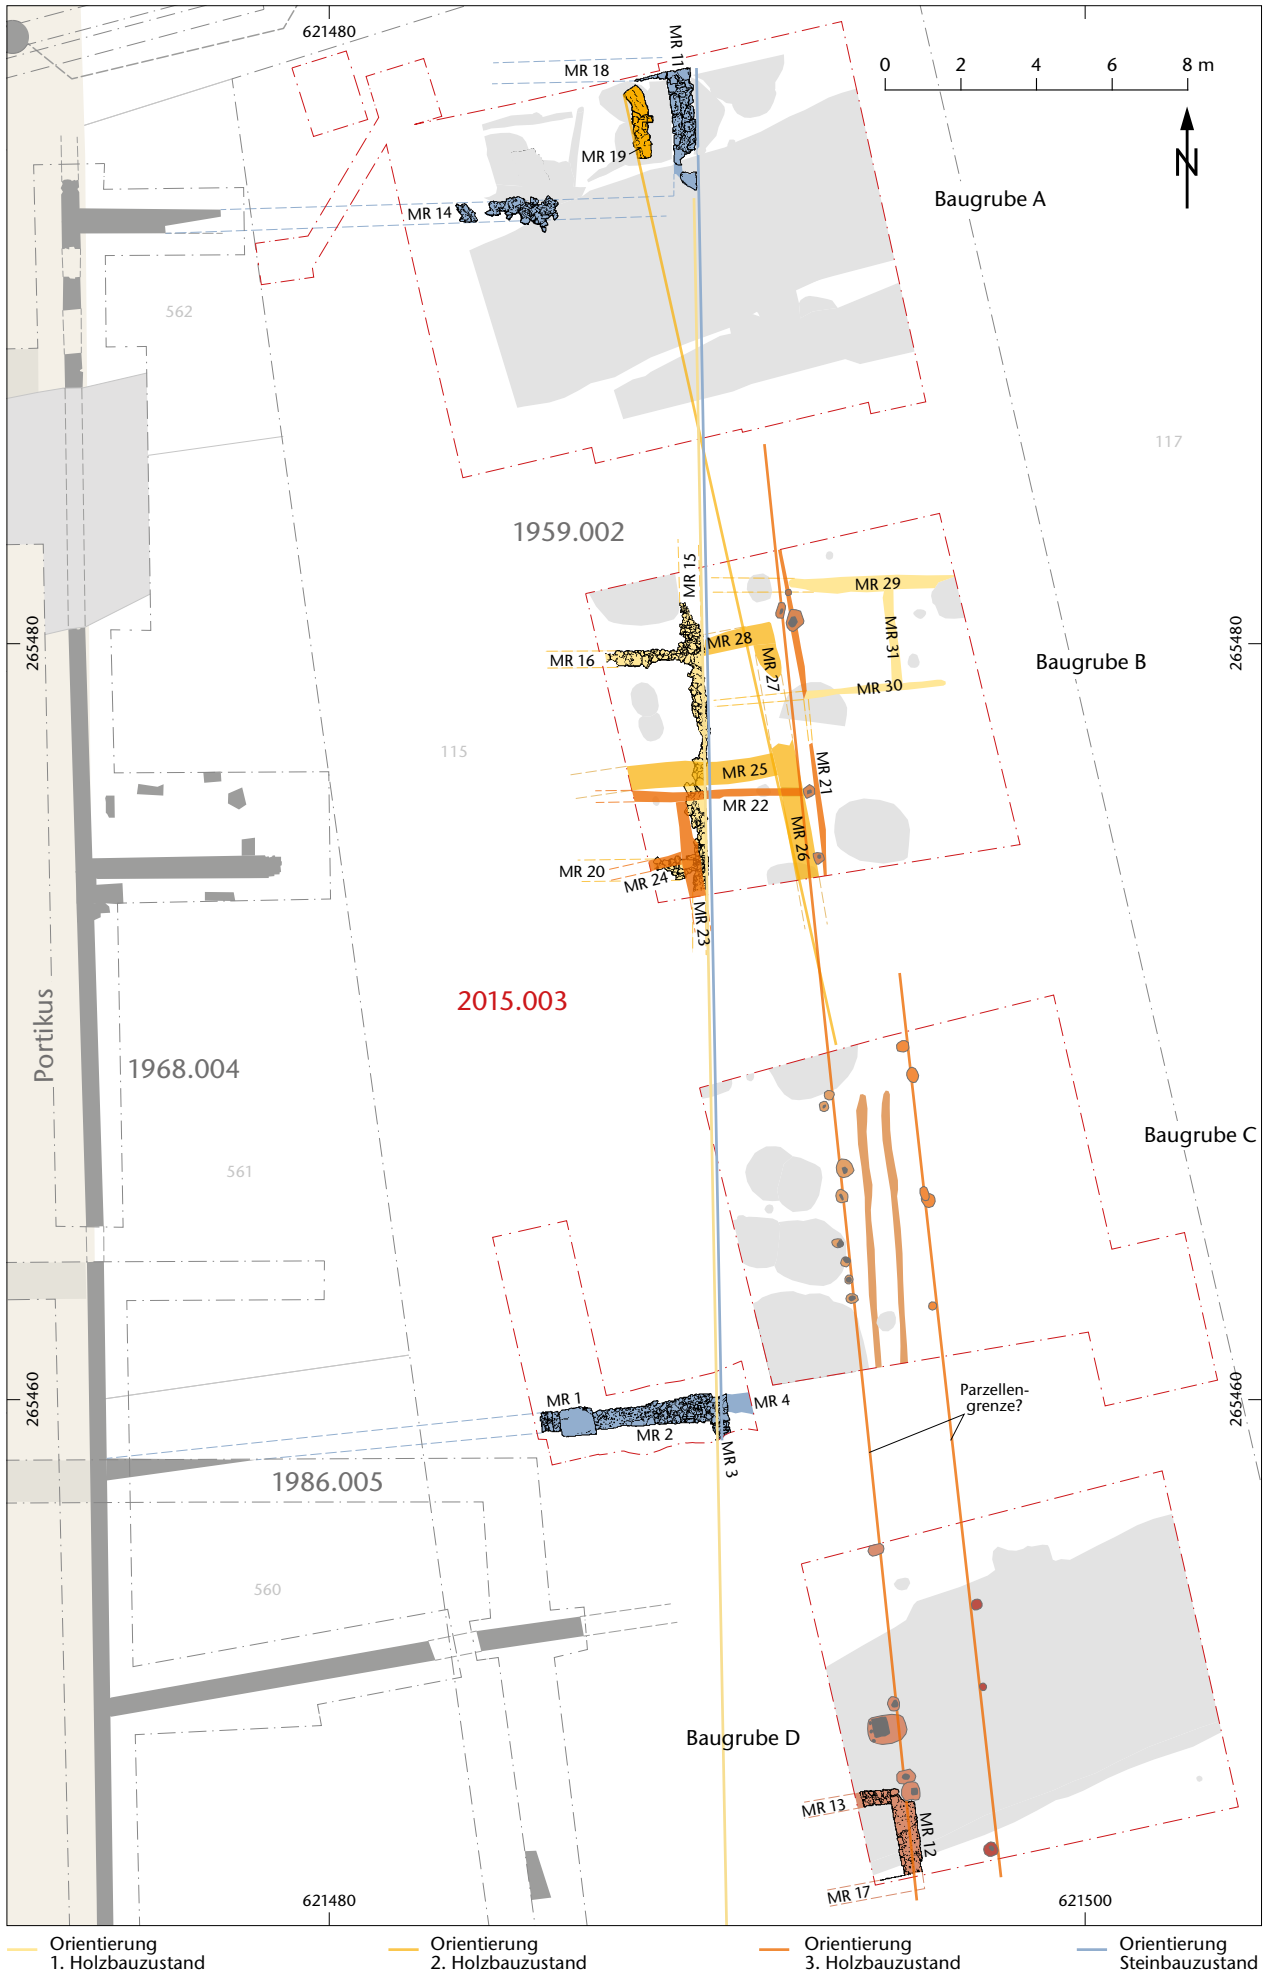 621480
MR 18
MR 11
0 2 4 6 8 m
N
MR 19
Baugrube A
MR 14
562
117
1959.002
MR 15
MR 29
265480
265480
MR 28
MR 31
MR 16
MR 27
Baugrube B
MR 30
115
MR 25
MR 21
MR 22
MR 26
MR 20
MR 24
MR 23
Portikus
2015.003
1968.004
Baugrube C
561
265460
265460
Parzellen-
grenze?
MR 1
MR 4
MR 2
MR 3
1986.005
560
Baugrube D
MR 13
MR 12
MR 17
621480
621500
Orientierung
1. Holzbauzustand
Orientierung
2. Holzbauzustand
Orientierung
3. Holzbauzustand
Orientierung
Steinbauzustand